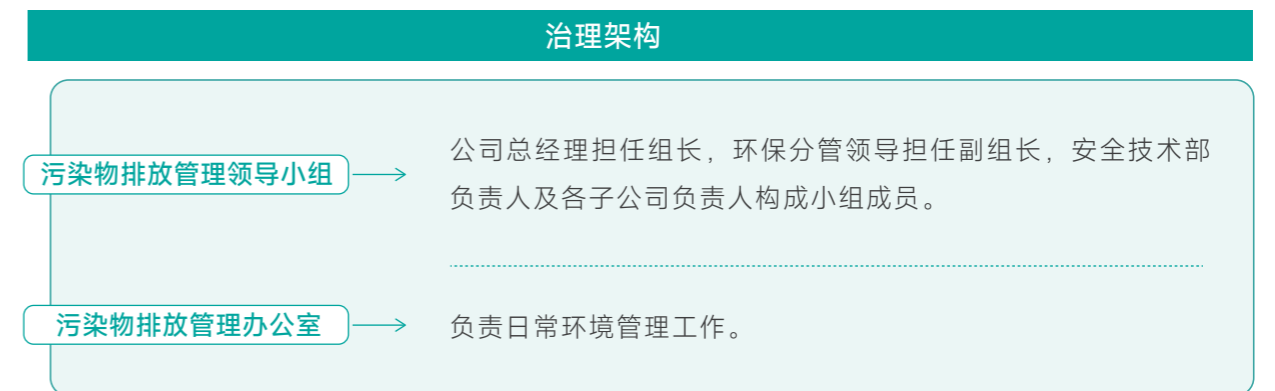 治理架构
污染物排放管理领导小组
公司总经理担任组长，环保分管领导担任副组长，安全技术部
负责人及各子公司负责人构成小组成员。
污染物排放管理办公室
负责日常环境管理工作。